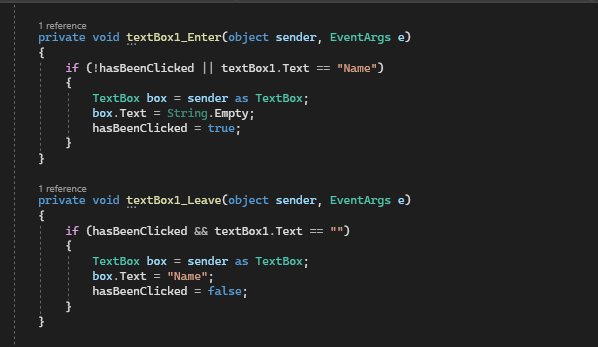 1 reference
private void textBox1_Enter(object sender, EventArgs e)
{
if (!hasBeenClicked || textBox1.Text == "Name")
{
TextBox box = sender as TextBox;
box.Text = String.Empty;
hasBeenClicked = true;
}
}
1 reference
private void textBox1_Leave(object sender, EventArgs e)
{
if (hasBeenClicked && textBox1.Text == "")
{
TextBox box = sender as TextBox;
box.Text = "Name";
hasBeenClicked = false;
}
}